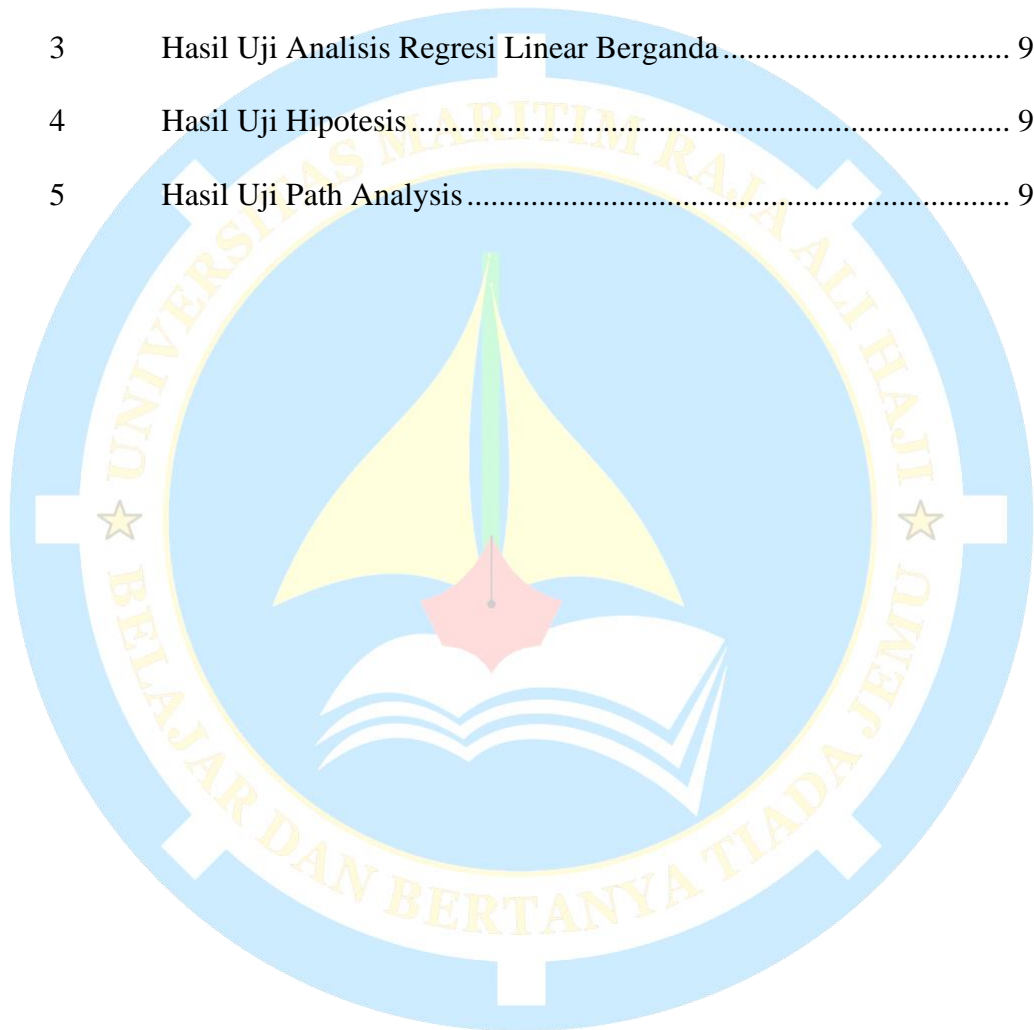 3 Hasil Uji Analisis Regresi Linear Berganda.................................... 9
4 Hasil Uji Hipotesis........................................................................... 9
5 Hasil Uji Path Analysis.................................................................... 9
UNIVERSITAS MARITIM RAJA ALI HAJI
BELAJAR DAN BERTANYA TIADA JEMU